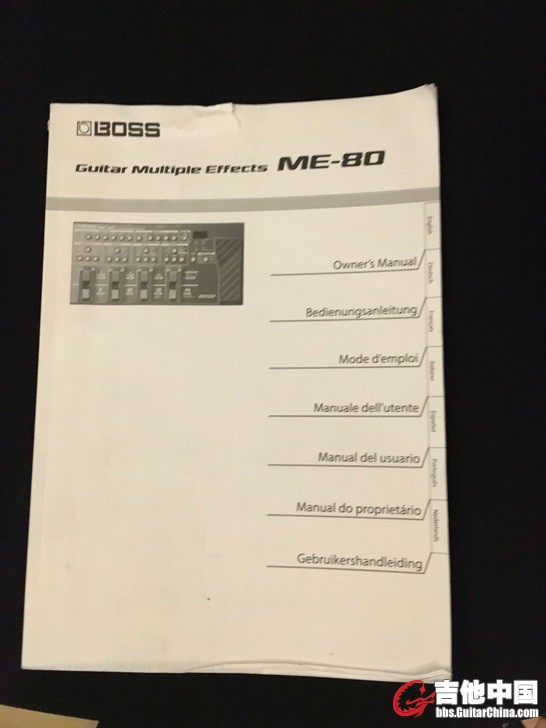 BOSS
Guitar Multiple Effects ME-80
English
Owner's Manual
Deutsch
Bedienungsanleitung
Français
Mode d'emploi
Italiano
Manuale dell'utente
Español
Manual del usuario
Português
Manual do proprietário
Nederlands
Gebruikershandleiding
吉他中国
bbs.GuitarChina.com